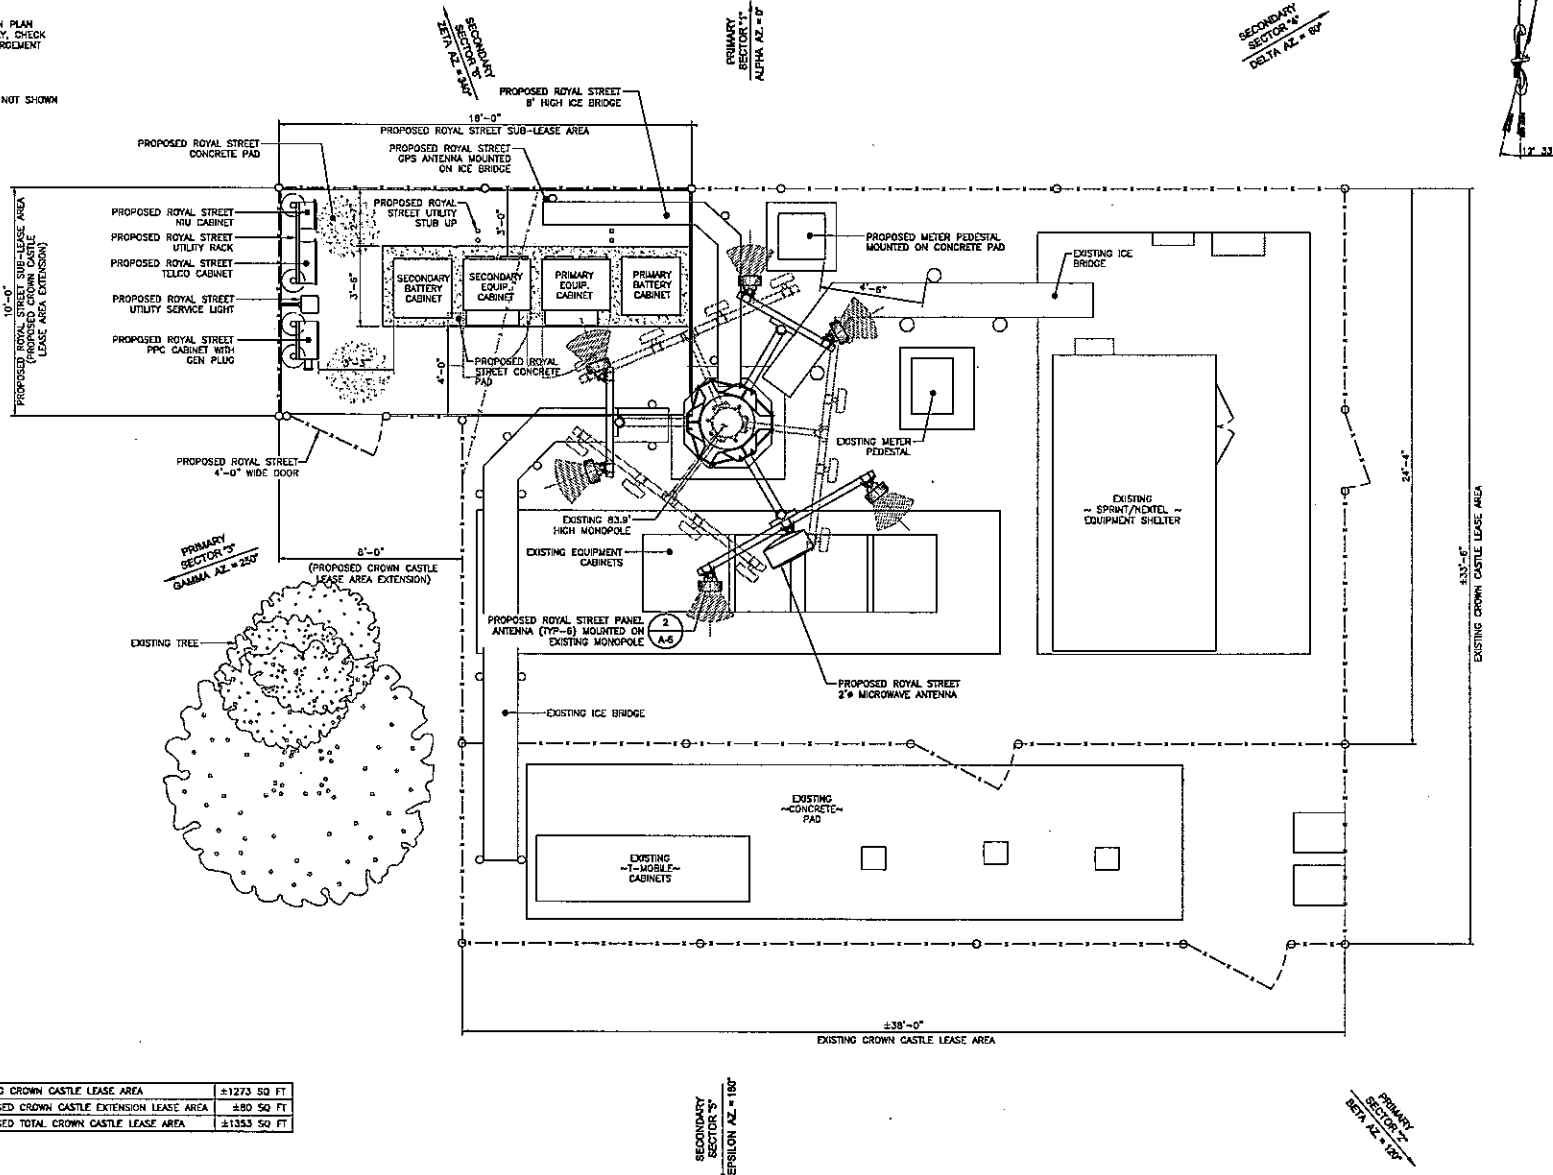 N PLAN
Y, CHECK
RGEMENT
NOT SHOWN
SECONDARY
SECTOR "6"
ZETA AZ. = 340°
PRIMARY
SECTOR "1"
ALPHA AZ. = 0°
SECONDARY
SECTOR "4"
DELTA AZ. = 60°
12° 33
PROPOSED ROYAL STREET
8' HIGH ICE BRIDGE
18'-0"
PROPOSED ROYAL STREET SUB-LEASE AREA
PROPOSED ROYAL STREET
CONCRETE PAD
PROPOSED ROYAL STREET
GPS ANTENNA MOUNTED
ON ICE BRIDGE
10'-0"
PROPOSED ROYAL STREET SUB-LEASE AREA
(PROPOSED CROWN CASTLE
LEASE AREA EXTENSION)
PROPOSED ROYAL STREET
NIU CABINET
PROPOSED ROYAL STREET
UTILITY RACK
PROPOSED ROYAL STREET
TELCO CABINET
PROPOSED ROYAL STREET
UTILITY SERVICE LIGHT
PROPOSED ROYAL STREET
PPC CABINET WITH
GEN PLUG
PROPOSED ROYAL
STREET UTILITY
STUB UP
3'-0"
3'-6"
4'-0"
SECONDARY
BATTERY
CABINET
SECONDARY
EQUIP.
CABINET
PRIMARY
EQUIP.
CABINET
PRIMARY
BATTERY
CABINET
PROPOSED ROYAL
STREET CONCRETE
PAD
PROPOSED METER PEDESTAL
MOUNTED ON CONCRETE PAD
EXISTING ICE
BRIDGE
4'-6"
EXISTING METER
PEDESTAL
PROPOSED ROYAL STREET
4'-0" WIDE DOOR
EXISTING
~ SPRINT/NEXTEL ~
EQUIPMENT SHELTER
24'-4"
±33'-6"
EXISTING CROWN CASTLE LEASE AREA
EXISTING 83.9'
HIGH MONOPOLE
EXISTING EQUIPMENT
CABINETS
PRIMARY
SECTOR "3"
GAMMA AZ. = 250°
8'-0"
(PROPOSED CROWN CASTLE
LEASE AREA EXTENSION)
EXISTING TREE
PROPOSED ROYAL STREET PANEL
ANTENNA (TYP-6) MOUNTED ON
EXISTING MONOPOLE
2
A-6
PROPOSED ROYAL STREET
2'ø MICROWAVE ANTENNA
EXISTING ICE BRIDGE
EXISTING
~CONCRETE~
PAD
EXISTING
~T-MOBILE~
CABINETS
±38'-0"
EXISTING CROWN CASTLE LEASE AREA
G CROWN CASTLE LEASE AREA ±1273 SQ FT
SED CROWN CASTLE EXTENSION LEASE AREA ±80 SQ FT
SED TOTAL CROWN CASTLE LEASE AREA ±1353 SQ FT
SECONDARY
SECTOR "5"
EPSILON AZ. = 180°
PRIMARY
SECTOR "2"
BETA AZ. = 120°